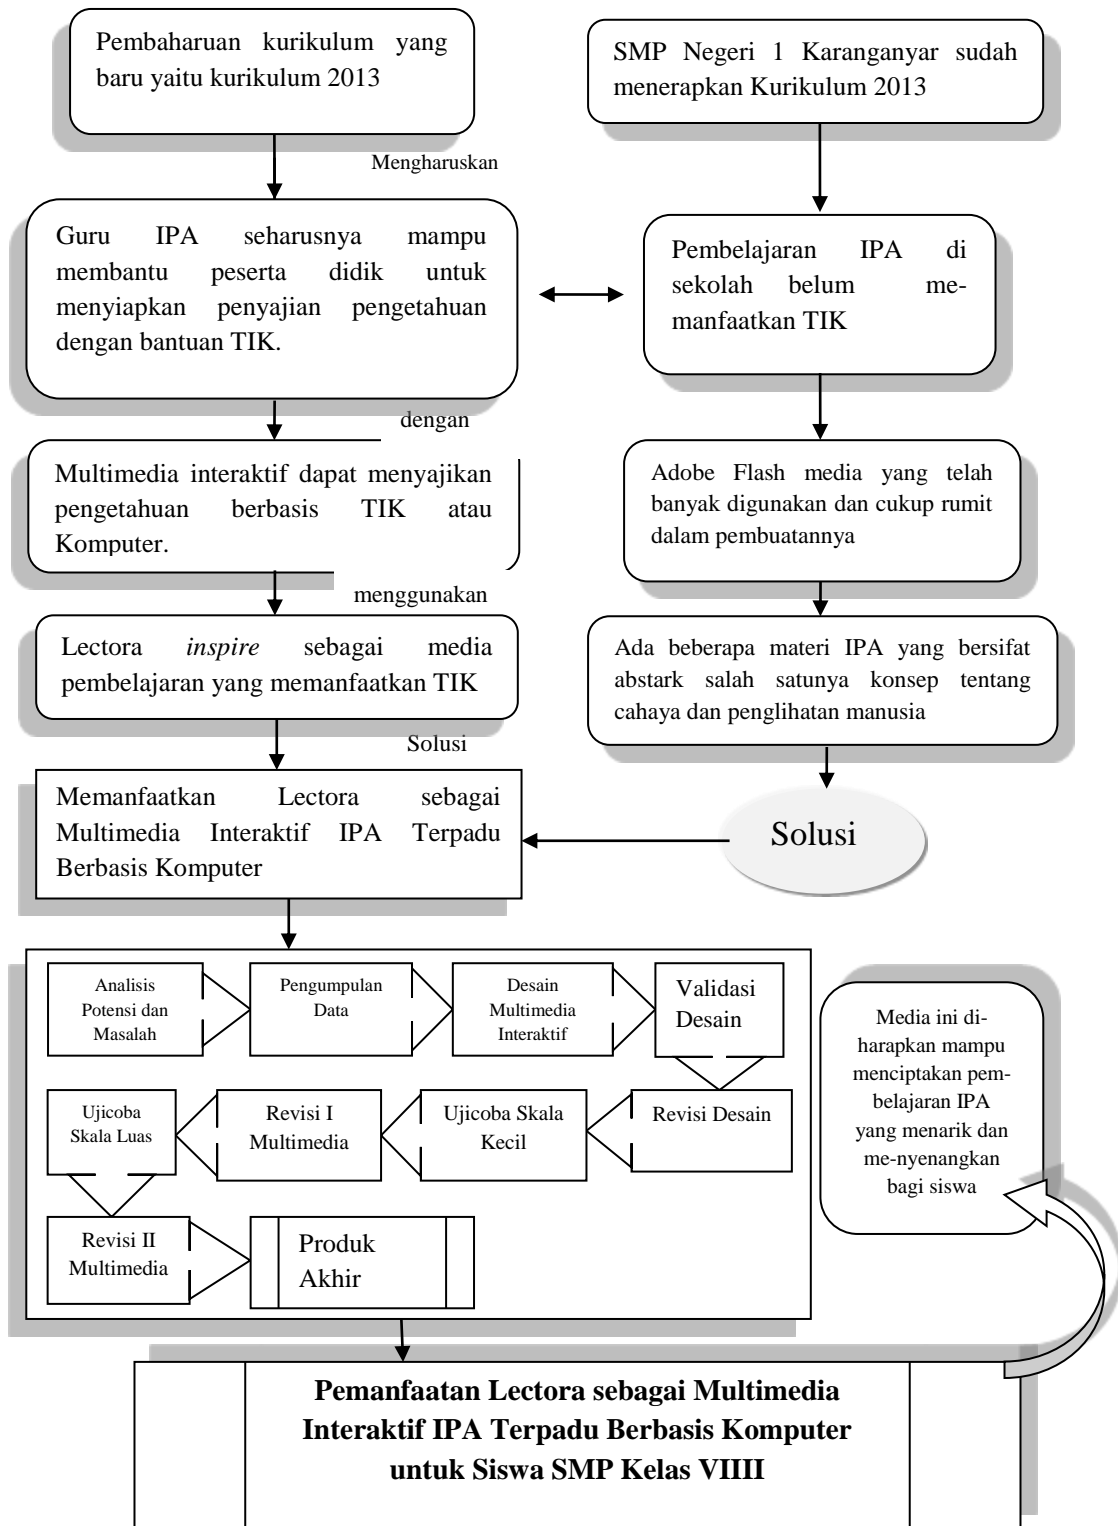 Pembaharuan kurikulum yang
baru yaitu kurikulum 2013
SMP Negeri 1 Karanganyar sudah
menerapkan Kurikulum 2013
Mengharuskan
Guru IPA seharusnya mampu
membantu peserta didik untuk
menyiapkan penyajian pengetahuan
dengan bantuan TIK.
Pembelajaran IPA di
sekolah belum me-
manfaatkan TIK
dengan
Multimedia interaktif dapat menyajikan
pengetahuan berbasis TIK atau
Komputer.
Adobe Flash media yang telah
banyak digunakan dan cukup rumit
dalam pembuatannya
menggunakan
Lectora inspire sebagai media
pembelajaran yang memanfaatkan TIK
Ada beberapa materi IPA yang bersifat
abstark salah satunya konsep tentang
cahaya dan penglihatan manusia
Solusi
Memanfaatkan Lectora sebagai
Multimedia Interaktif IPA Terpadu
Berbasis Komputer
Solusi
Analisis
Potensi dan
Masalah
Pengumpulan
Data
Desain
Multimedia
Interaktif
Validasi
Desain
Revisi Desain
Ujicoba Skala
Kecil
Revisi I
Multimedia
Ujicoba
Skala Luas
Revisi II
Multimedia
Produk
Akhir
Media ini di-
harapkan mampu
menciptakan pem-
belajaran IPA
yang menarik dan
me-nyenangkan
bagi siswa
Pemanfaatan Lectora sebagai Multimedia
Interaktif IPA Terpadu Berbasis Komputer
untuk Siswa SMP Kelas VIIII